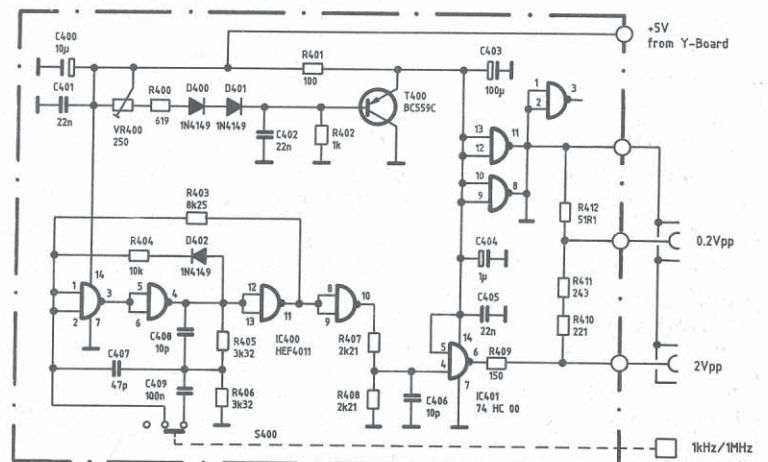 +5V
from Y-Board
C400
10µ
C401
22n
VR400
250
R400
619
D400
1N4149
D401
1N4149
R401
100
C402
22n
R402
1k
T400
BC559C
C403
100µ
1
2
3
13
12
11
10
9
8
R412
51R1
0.2Vpp
R411
243
R410
221
C404
1µ
C405
22n
R403
8k25
R404
10k
D402
1N4149
1
2
14
3
7
5
6
4
12
13
11
IC400
HEF4011
8
9
10
C408
10p
R405
3k32
C407
47p
C409
100n
R406
3k32
R407
2k21
R408
2k21
C406
10p
5
4
14
6
7
IC401
74 HC 00
R409
150
2Vpp
S400
1kHz/1MHz